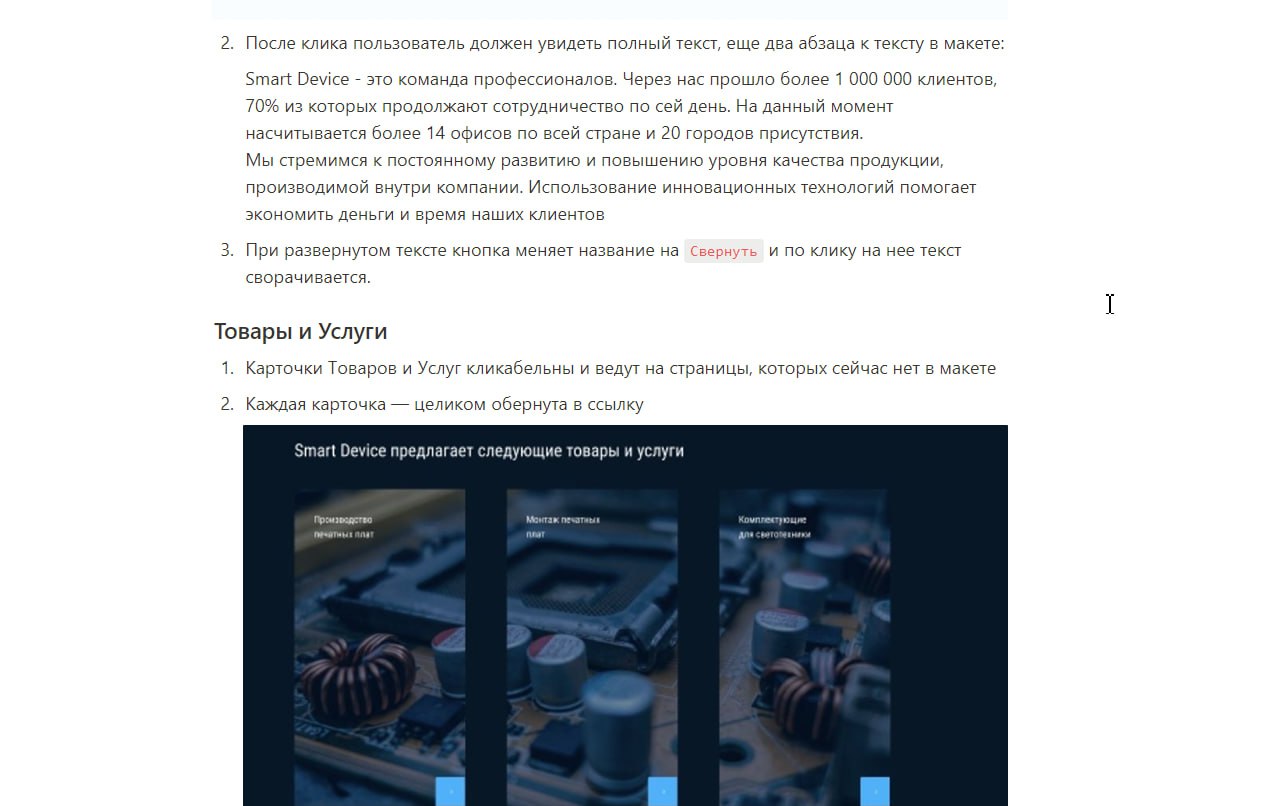 2. После клика пользователь должен увидеть полный текст, еще два абзаца к тексту в макете:
Smart Device - это команда профессионалов. Через нас прошло более 1 000 000 клиентов,
70% из которых продолжают сотрудничество по сей день. На данный момент
насчитывается более 14 офисов по всей стране и 20 городов присутствия.
Мы стремимся к постоянному развитию и повышению уровня качества продукции,
производимой внутри компании. Использование инновационных технологий помогает
экономить деньги и время наших клиентов
3. При развернутом тексте кнопка меняет название на Свернуть и по клику на нее текст
сворачивается.
Товары и Услуги
1. Карточки Товаров и Услуг кликабельны и ведут на страницы, которых сейчас нет в макете
2. Каждая карточка — целиком обернута в ссылку
Smart Device предлагает следующие товары и услуги
Производство
печатных плат
Монтаж печатных
плат
Комплектующие
для светотехники